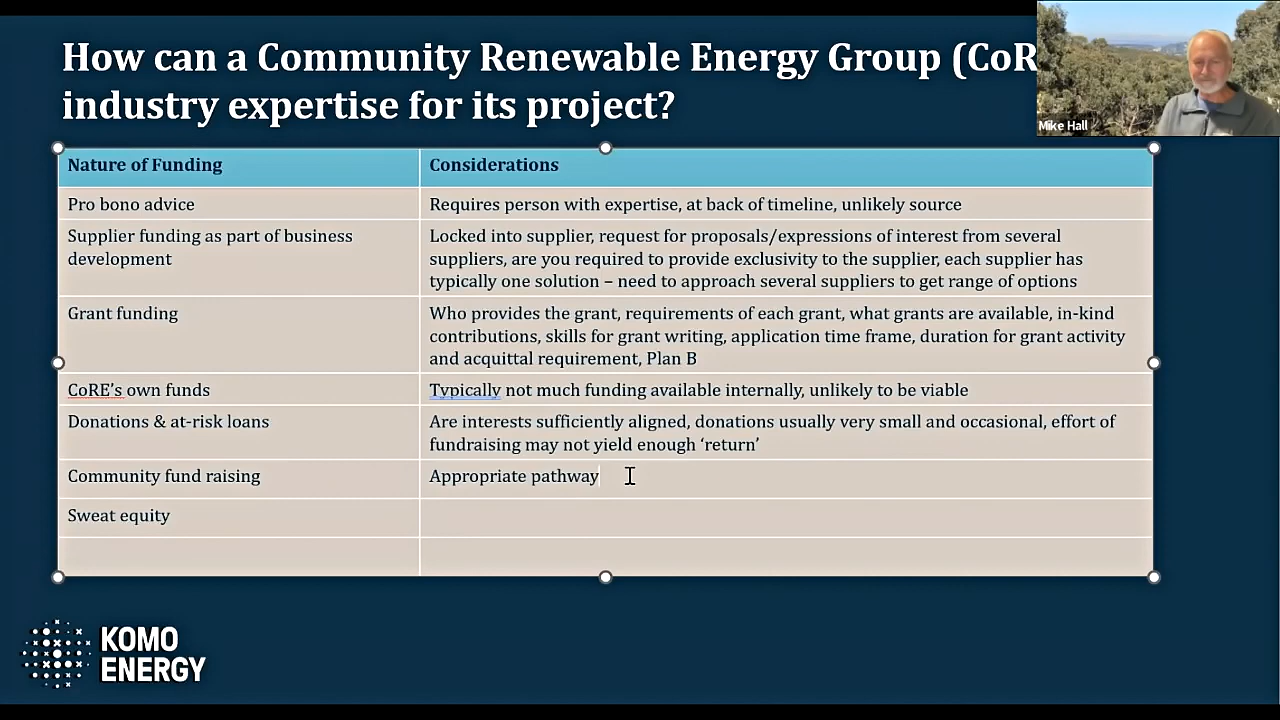 How can a Community Renewable Energy Group (CoR
industry expertise for its project?
Mike Hall
Nature of Funding
Considerations
Pro bono advice
Requires person with expertise, at back of timeline, unlikely source
Supplier funding as part of business
development
Locked into supplier, request for proposals/expressions of interest from several
suppliers, are you required to provide exclusivity to the supplier, each supplier has
typically one solution – need to approach several suppliers to get range of options
Grant funding
Who provides the grant, requirements of each grant, what grants are available, in-kind
contributions, skills for grant writing, application time frame, duration for grant activity
and acquittal requirement, Plan B
CoRE's own funds
Typically not much funding available internally, unlikely to be viable
Donations & at-risk loans
Are interests sufficiently aligned, donations usually very small and occasional, effort of
fundraising may not yield enough ‘return’
Community fund raising
Appropriate pathway
Sweat equity
KOMO
ENERGY